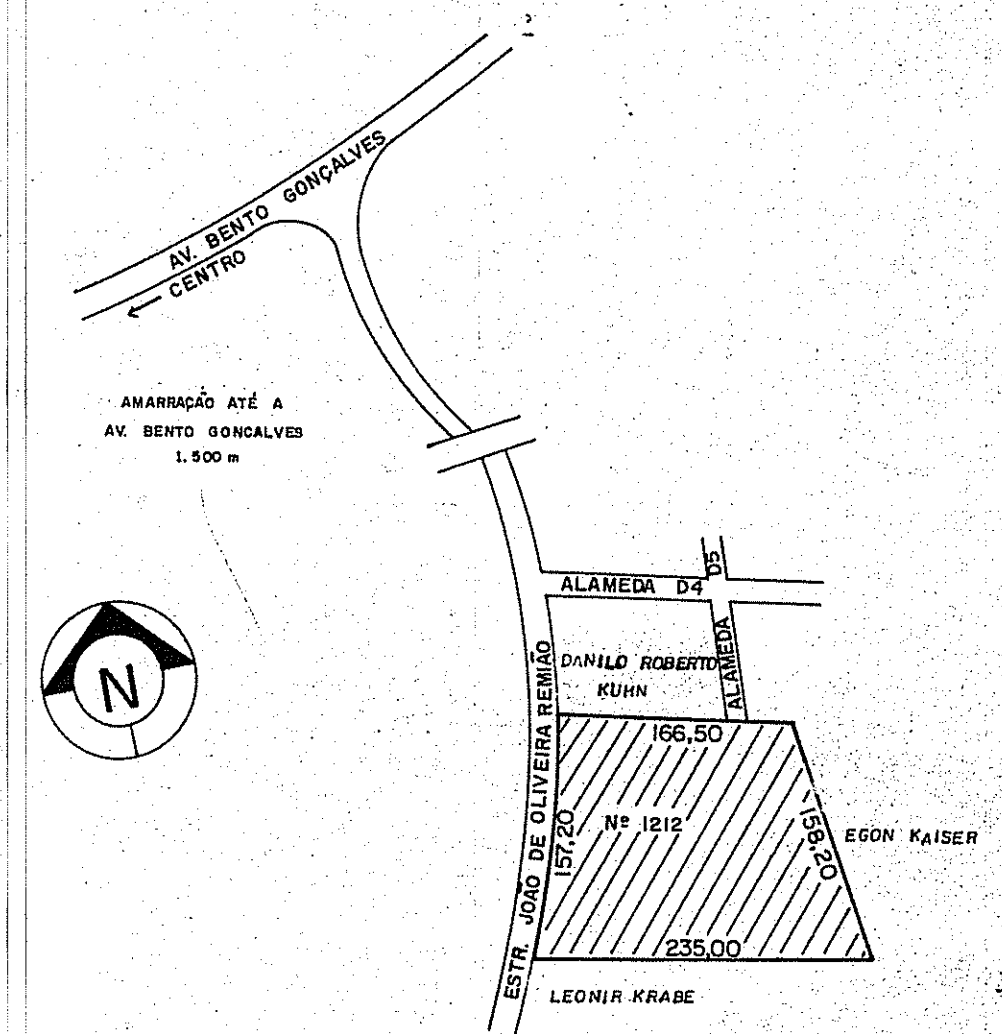 AV. BENTO GONÇALVES
← CENTRO
AMARRAÇÃO ATÉ A
AV. BENTO GONCALVES
1.500 m
N
ALAMEDA D4
ALAMEDA D5
DANILO ROBERTO
KUHN
ESTR. JOAO DE OLIVEIRA REMIÃO
166,50
157,20
Nº 1212
158,20
EGON KAISER
235,00
LEONIR KRABE